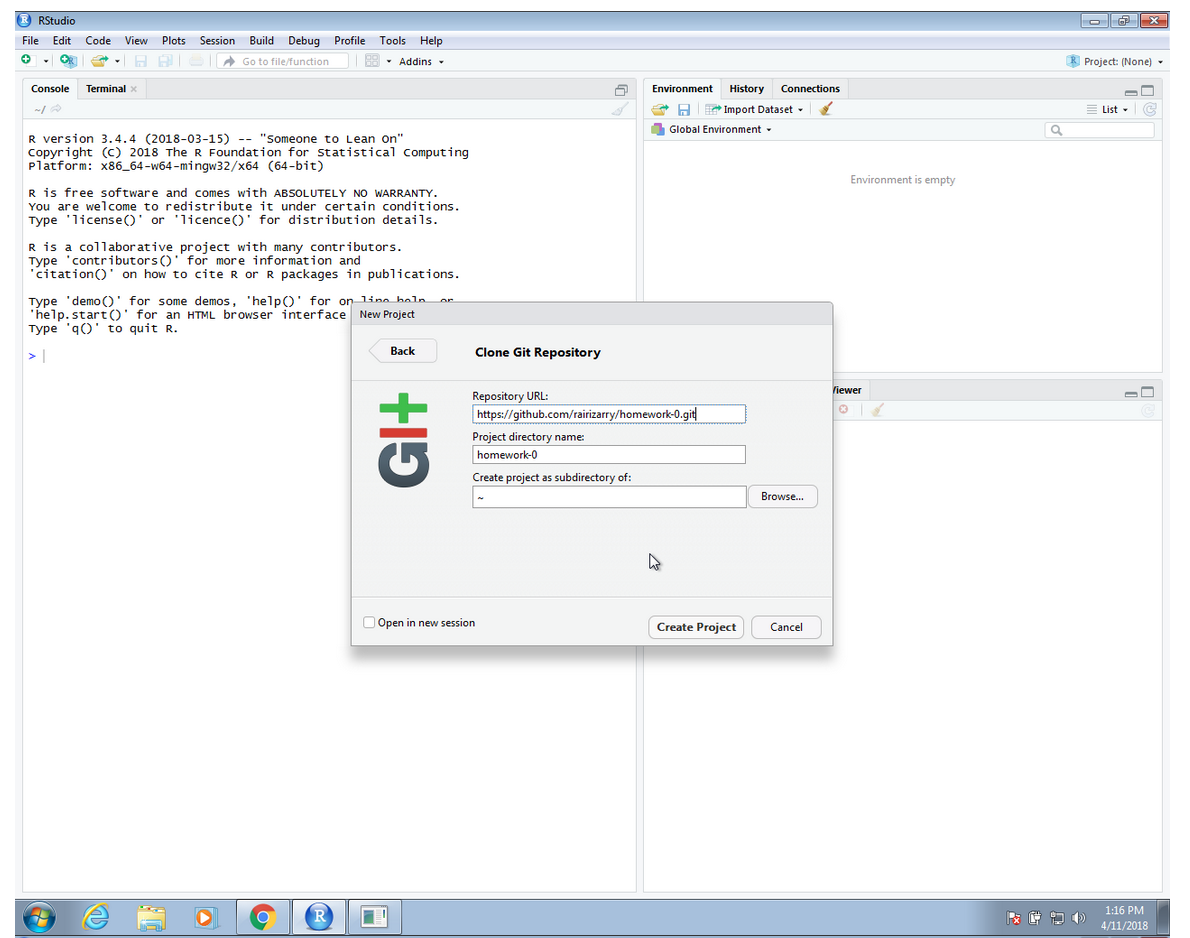 RStudio
File Edit Code View Plots Session Build Debug Profile Tools Help
Go to file/function Addins Project: (None)
Console Terminal
~/
R version 3.4.4 (2018-03-15) -- "Someone to Lean On"
Copyright (C) 2018 The R Foundation for Statistical Computing
Platform: x86_64-w64-mingw32/x64 (64-bit)
R is free software and comes with ABSOLUTELY NO WARRANTY.
You are welcome to redistribute it under certain conditions.
Type 'license()' or 'licence()' for distribution details.
R is a collaborative project with many contributors.
Type 'contributors()' for more information and
'citation()' on how to cite R or R packages in publications.
Type 'demo()' for some demos, 'help()' for on-line help, or
'help.start()' for an HTML browser interface
Type 'q()' to quit R.
>
Environment History Connections
Import Dataset List
Global Environment
Environment is empty
Viewer
New Project
Back Clone Git Repository
git
Repository URL:
https://github.com/rairizarry/homework-0.git
Project directory name:
homework-0
Create project as subdirectory of:
~ Browse...
Open in new session Create Project Cancel
1:16 PM
4/11/2018